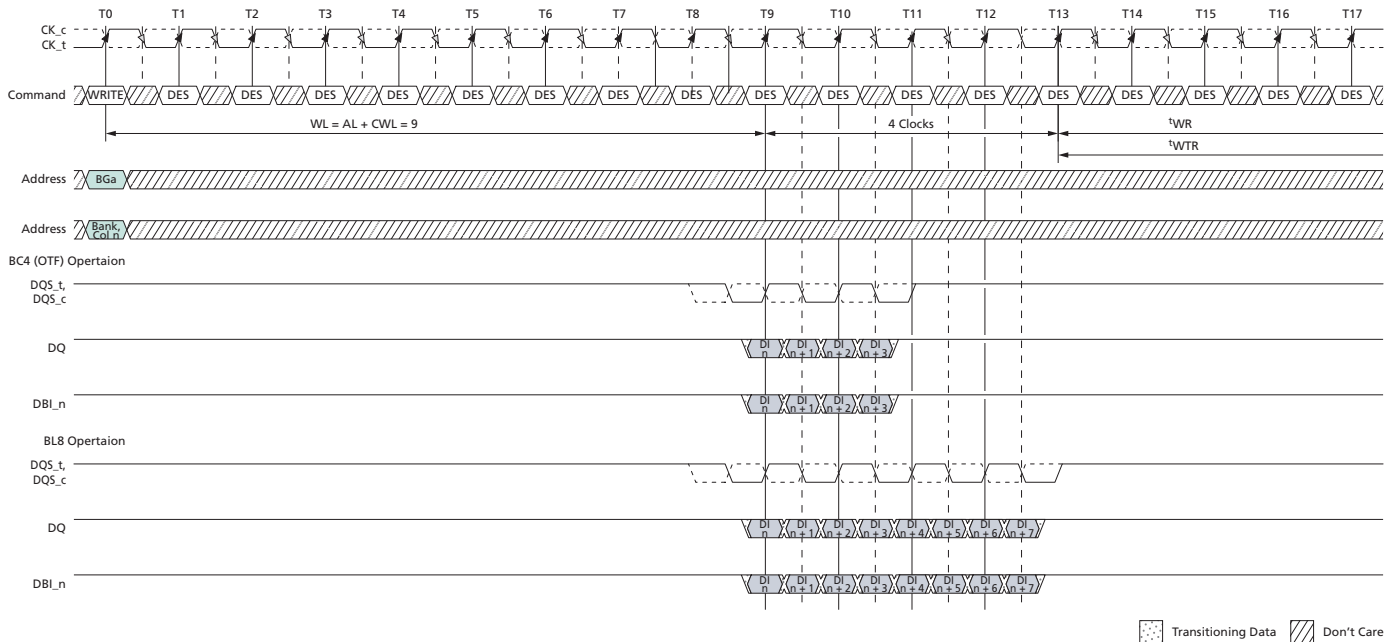 T0 T1 T2 T3 T4 T5 T6 T7 T8 T9 T10 T11 T12 T13 T14 T15 T16 T17
CK_c
CK_t
Command WRITE DES DES DES DES DES DES DES DES DES DES DES DES DES DES DES DES DES
WL = AL + CWL = 9 4 Clocks tWR
tWTR
Address BGa
Address Bank, Col n
BC4 (OTF) Opertaion
DQS_t,
DQS_c
DQ DI n DI n + 1 DI n + 2 DI n + 3
DBI_n DI n DI n + 1 DI n + 2 DI n + 3
BL8 Opertaion
DQS_t,
DQS_c
DQ DI n DI n + 1 DI n + 2 DI n + 3 DI n + 4 DI n + 5 DI n + 6 DI n + 7
DBI_n DI n DI n + 1 DI n + 2 DI n + 3 DI n + 4 DI n + 5 DI n + 6 DI n + 7
Transitioning Data Don't Care